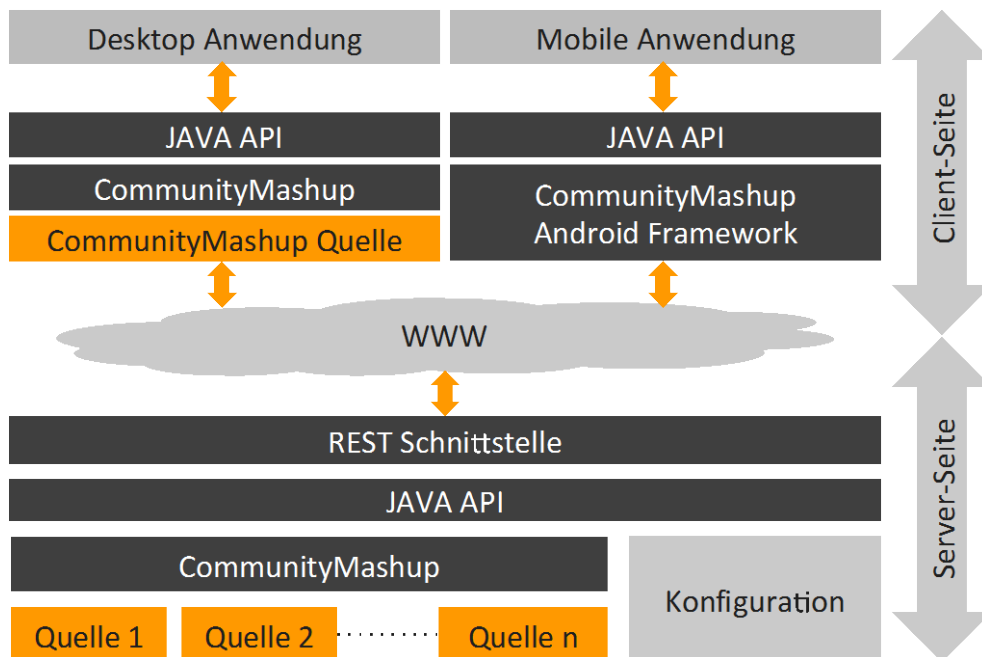 Desktop Anwendung
Mobile Anwendung
JAVA API
JAVA API
CommunityMashup
CommunityMashup Quelle
CommunityMashup
Android Framework
Client-Seite
WWW
REST Schnittstelle
JAVA API
CommunityMashup
Konfiguration
Quelle 1
Quelle 2
Quelle n
Server-Seite